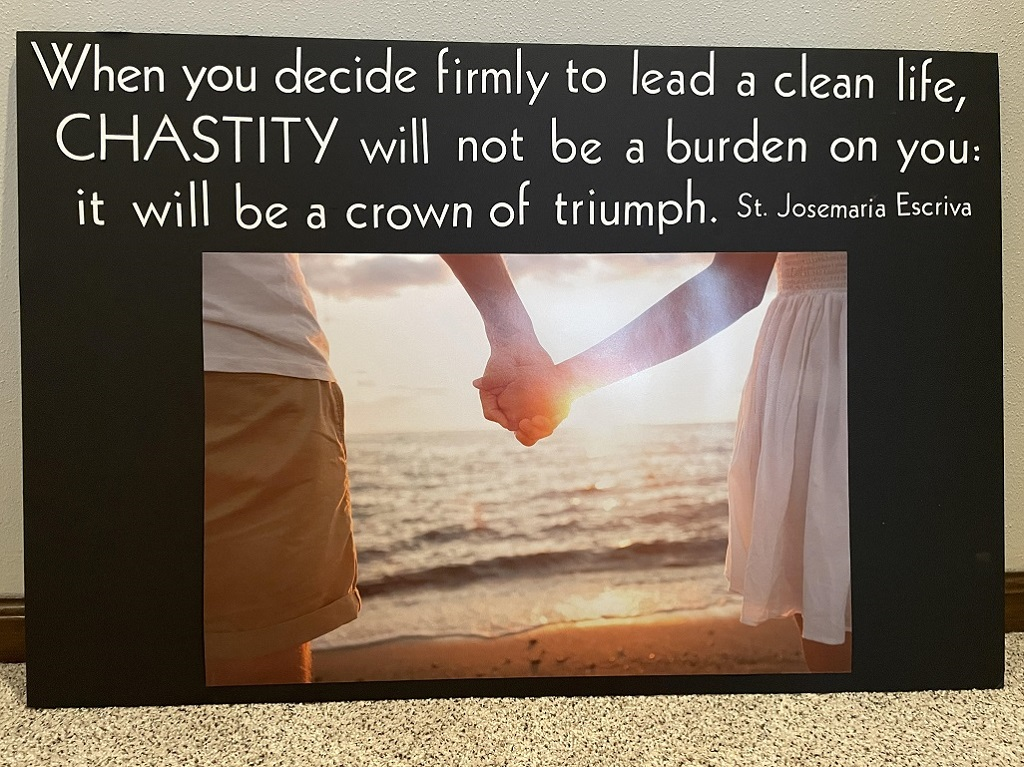 When you decide firmly to lead a clean life,
CHASTITY will not be a burden on you:
it will be a crown of triumph. St. Josemaria Escriva